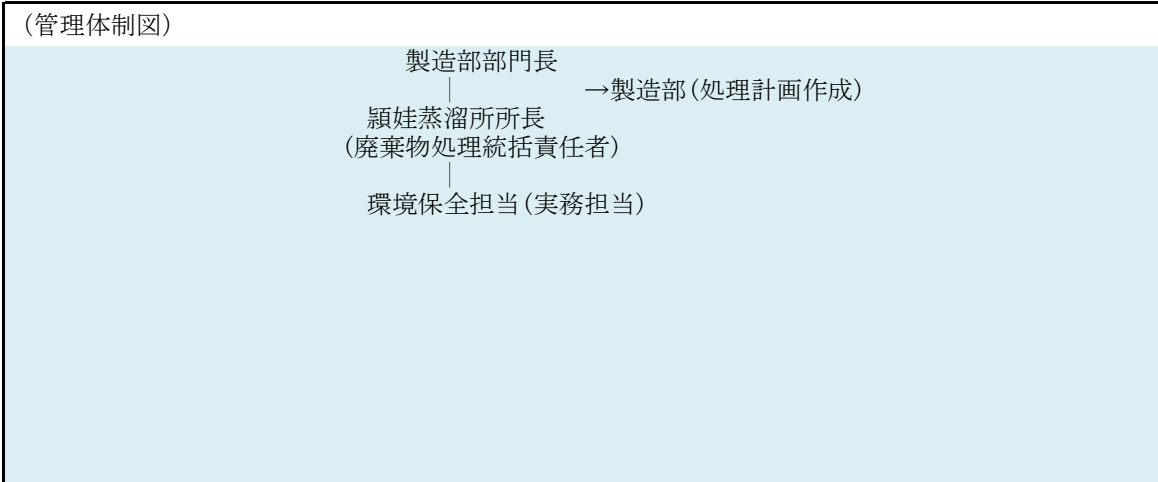 (管理体制図)
製造部部門長
｜ →製造部(処理計画作成)
頴娃蒸溜所所長
(廃棄物処理統括責任者)
｜
環境保全担当(実務担当)